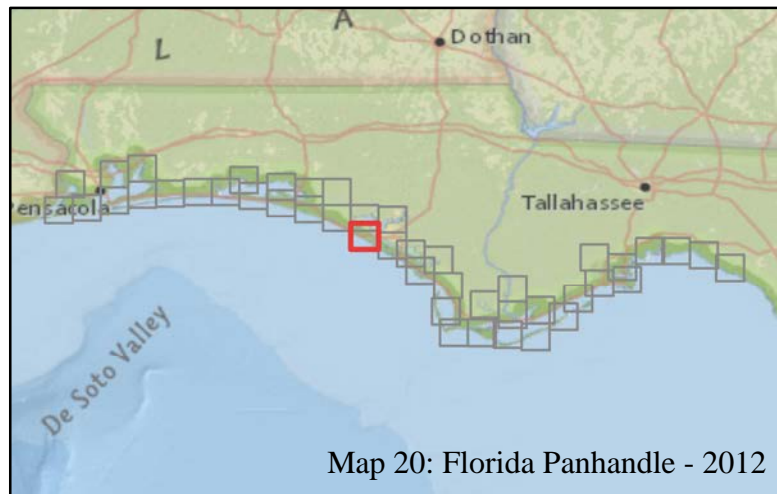 L A
Dothan
Pensacola
Tallahassee
De Soto Valley
Map 20: Florida Panhandle - 2012